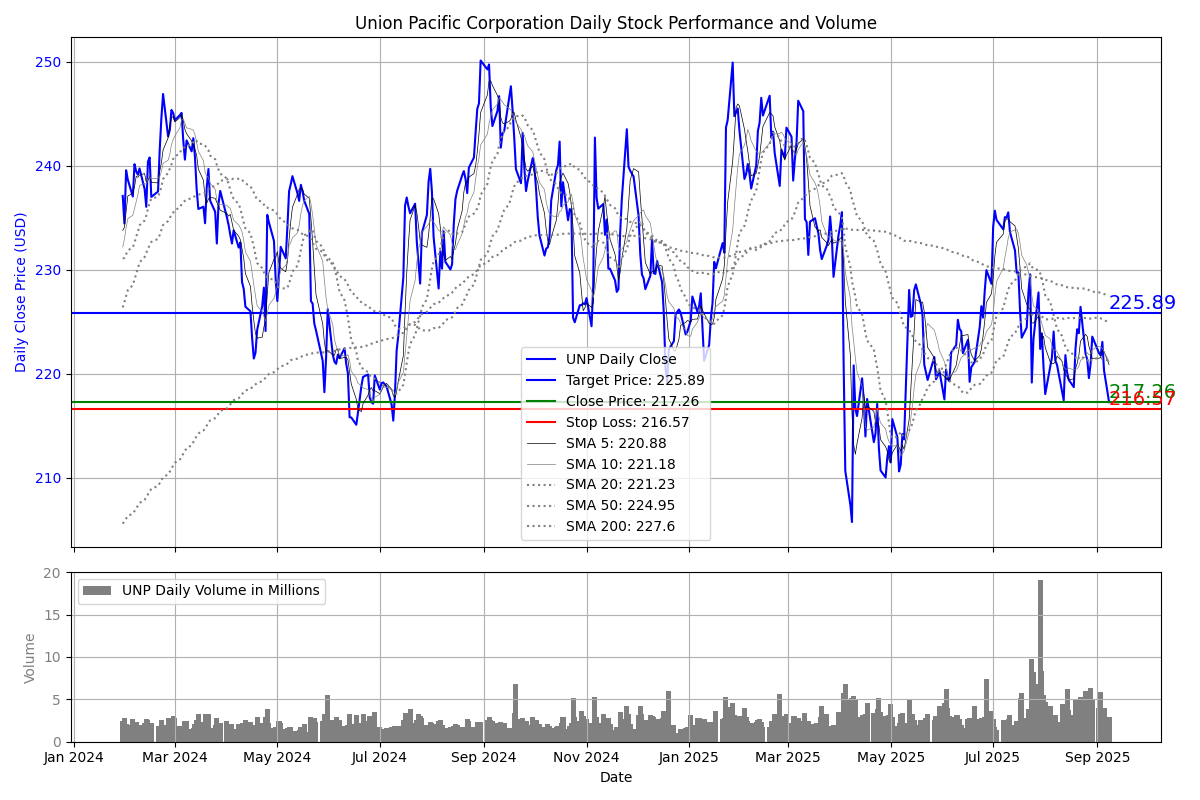 Union Pacific Corporation Daily Stock Performance and Volume
Daily Close Price (USD)
250
240
230
220
210
225.89
217.26
216.57
UNP Daily Close
Target Price: 225.89
Close Price: 217.26
Stop Loss: 216.57
SMA 5: 220.88
SMA 10: 221.18
SMA 20: 221.23
SMA 50: 224.95
SMA 200: 227.6
Volume
20
15
10
5
0
UNP Daily Volume in Millions
Jan 2024
Mar 2024
May 2024
Jul 2024
Sep 2024
Nov 2024
Jan 2025
Mar 2025
May 2025
Jul 2025
Sep 2025
Date